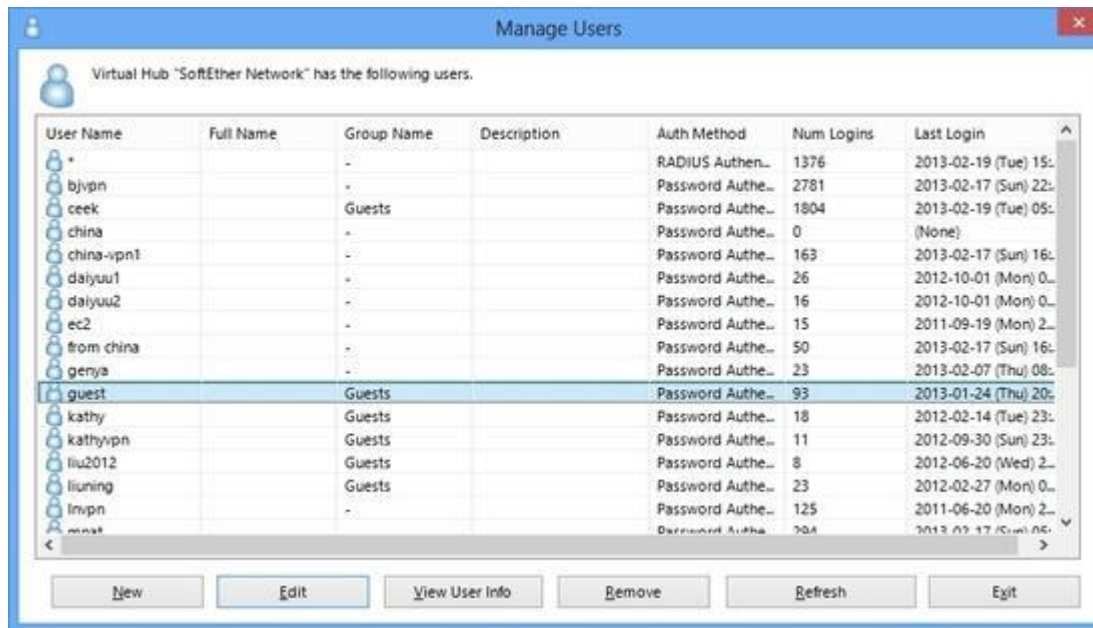 Manage Users
Virtual Hub "SoftEther Network" has the following users.
User Name Full Name Group Name Description Auth Method Num Logins Last Login
* - RADIUS Authen... 1376 2013-02-19 (Tue) 15:...
bjvpn - Password Authe... 2781 2013-02-17 (Sun) 22:...
ceek Guests Password Authe... 1804 2013-02-19 (Tue) 05:...
china - Password Authe... 0 (None)
china-vpn1 - Password Authe... 163 2013-02-17 (Sun) 16:...
daiyuu1 - Password Authe... 26 2012-10-01 (Mon) 0...
daiyuu2 - Password Authe... 16 2012-10-01 (Mon) 0...
ec2 - Password Authe... 15 2011-09-19 (Mon) 2...
from china - Password Authe... 50 2013-02-17 (Sun) 16:...
genya - Password Authe... 23 2013-02-07 (Thu) 08:...
guest Guests Password Authe... 93 2013-01-24 (Thu) 20:...
kathy Guests Password Authe... 18 2012-02-14 (Tue) 23:...
kathyvpn Guests Password Authe... 11 2012-09-30 (Sun) 23:...
liu2012 Guests Password Authe... 8 2012-06-20 (Wed) 2...
liuning Guests Password Authe... 23 2012-02-27 (Mon) 0...
lnvpn - Password Authe... 125 2011-06-20 (Mon) 2...
Password Authe... 294 2013-02-17 (Sun) 05:...
New Edit View User Info Remove Refresh Exit